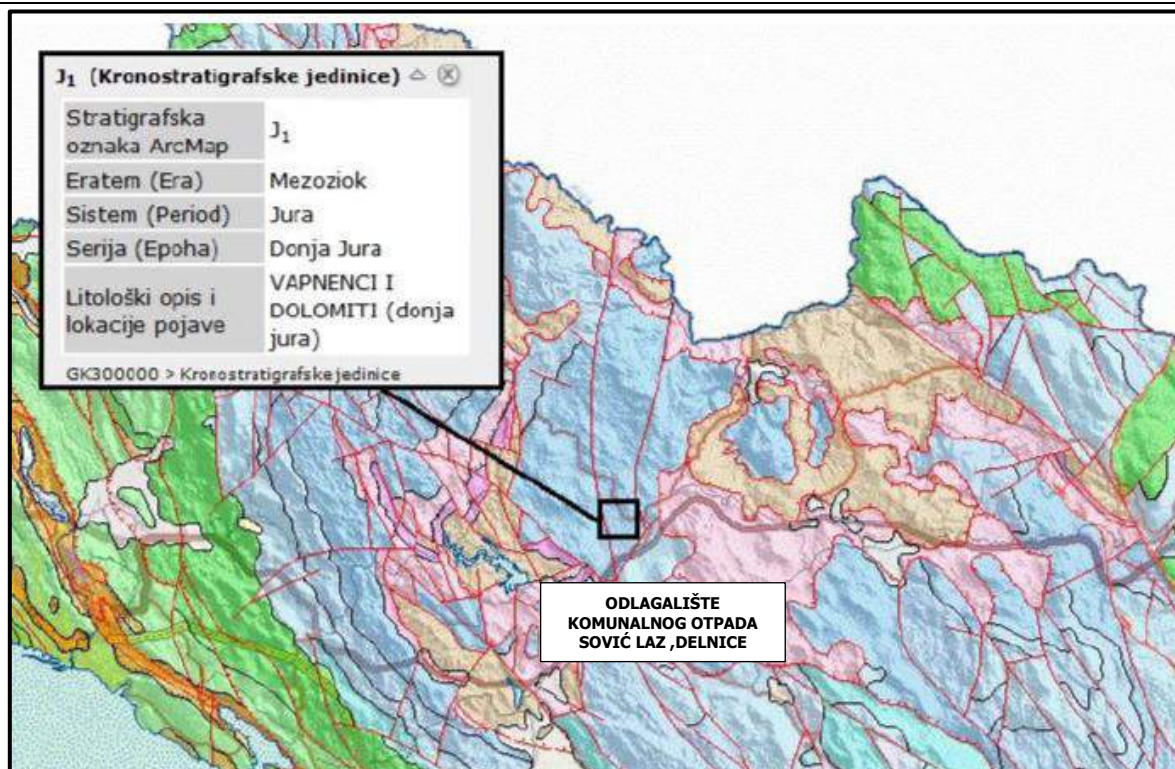 J₁ (Kronostratigrafske jedinice)
Stratigrafska
oznaka ArcMap
J₁
Eratem (Era)
Mezoziok
Sistem (Period)
Jura
Serija (Epoha)
Donja Jura
Litološki opis i
lokacije pojave
VAPNENCI I
DOLOMITI (donja
jura)
GK300000 > Kronostratigrafske jedinice
ODLAGALIŠTE
KOMUNALNOG OTPADA
SOVIĆ LAZ ,DELNICE